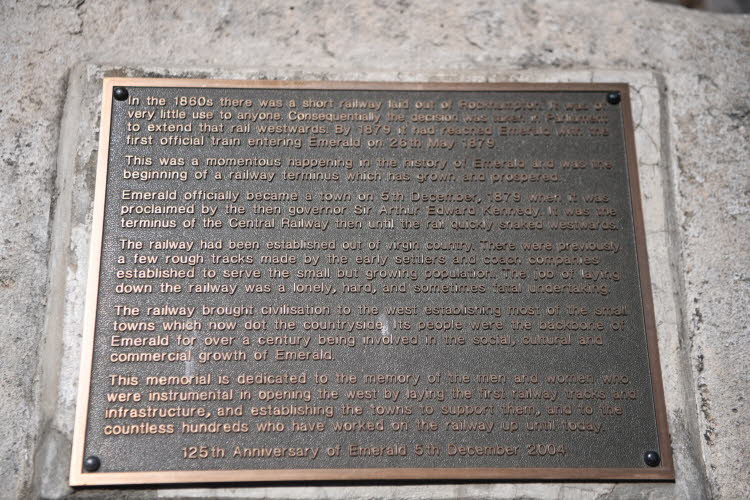 In the 1860s there was a short railway laid out of Rockhampton. It was of
very little use to anyone. Consequentially the decision was taken in Parliament
to extend that rail westwards. By 1879 it had reached Emerald with the
first official train entering Emerald on 26th May 1879.
This was a momentous happening in the history of Emerald and was the
beginning of a railway terminus which has grown and prospered.
Emerald officially became a town on 5th December, 1879 when it was
proclaimed by the then governor Sir Arthur Edward Kennedy. It was the
terminus of the Central Railway then until the rail quickly snaked westwards.
The railway had been established out of virgin country. There were previously
a few rough tracks made by the early settlers and coach companies
established to serve the small but growing population. The job of laying
down the railway was a lonely, hard, and sometimes fatal undertaking.
The railway brought civilisation to the west establishing most of the small
towns which now dot the countryside. Its people were the backbone of
Emerald for over a century being involved in the social, cultural and
commercial growth of Emerald.
This memorial is dedicated to the memory of the men and women who
were instrumental in opening the west by laying the first railway tracks and
infrastructure, and establishing the towns to support them, and to the
countless hundreds who have worked on the railway up until today.
125th Anniversary of Emerald 5th December 2004